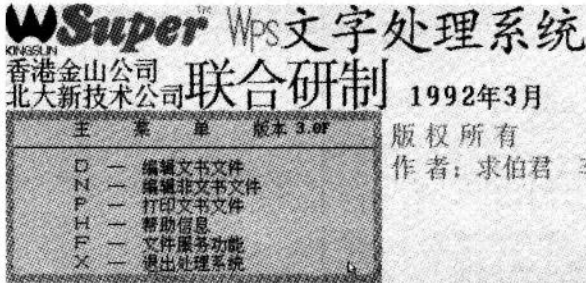 Super™ Wps文字处理系统
KINGSUN
香港金山公司
北大新技术公司
联合研制
1992年3月
版权所有
作者：求伯君
主 菜 单 版本 3.0F
D — 编辑文书文件
N — 编辑非文书文件
P — 打印文书文件
H — 帮助信息
F — 文件服务功能
X — 退出处理系统